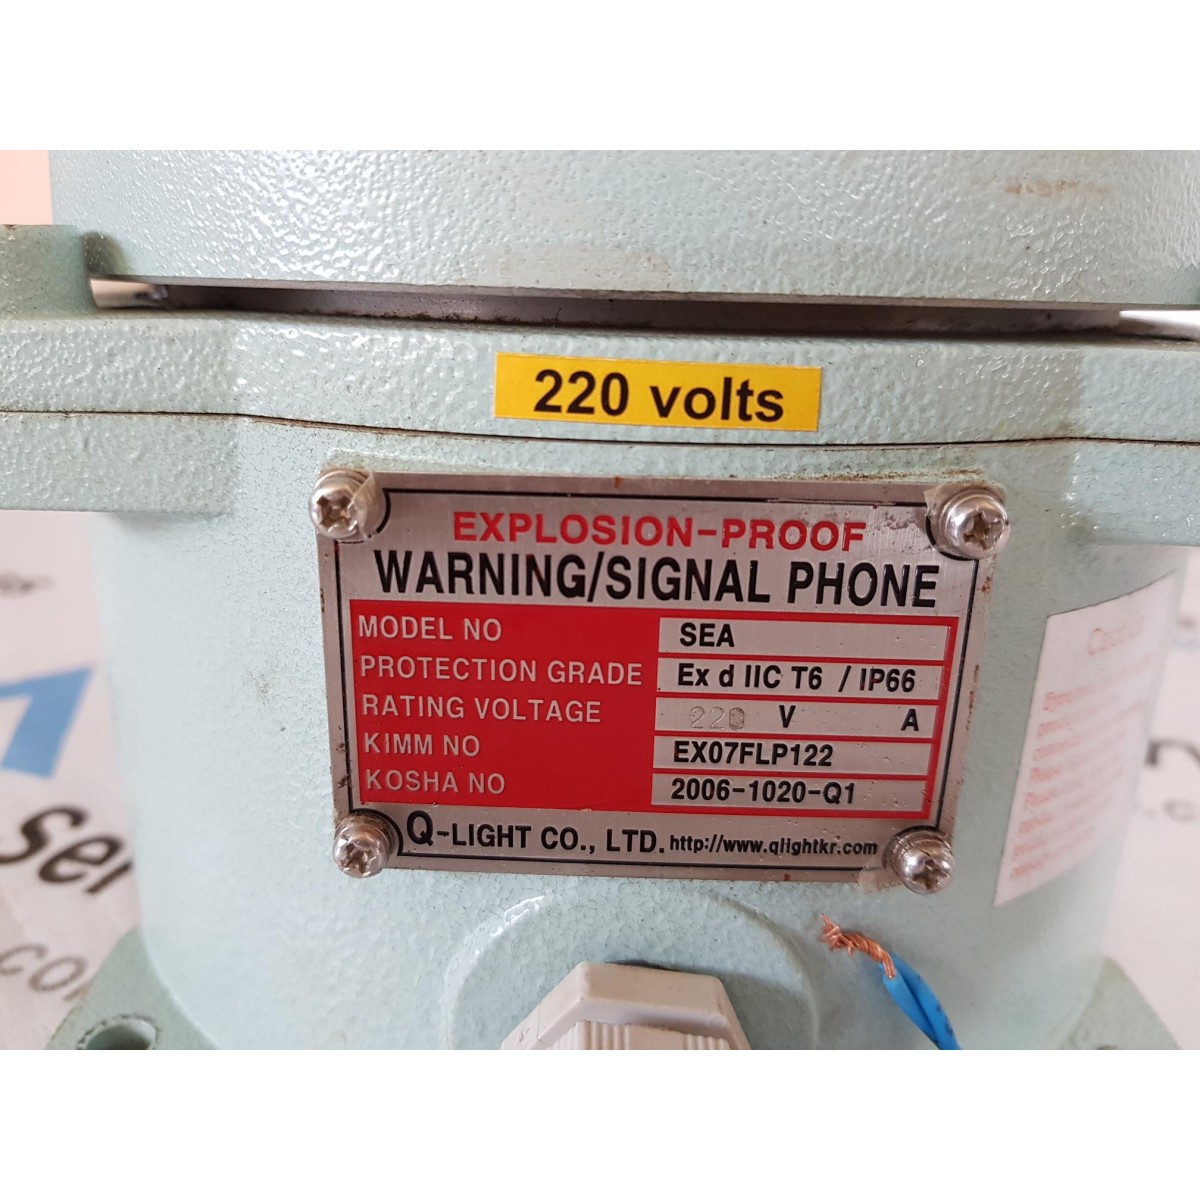 220 volts
EXPLOSION-PROOF
WARNING/SIGNAL PHONE
MODEL NO SEA
PROTECTION GRADE Ex d IIC T6 / IP66
RATING VOLTAGE 220 V A
KIMM NO EX07FLP122
KOSHA NO 2006-1020-Q1
Q-LIGHT CO., LTD. http://www.qlightkr.com